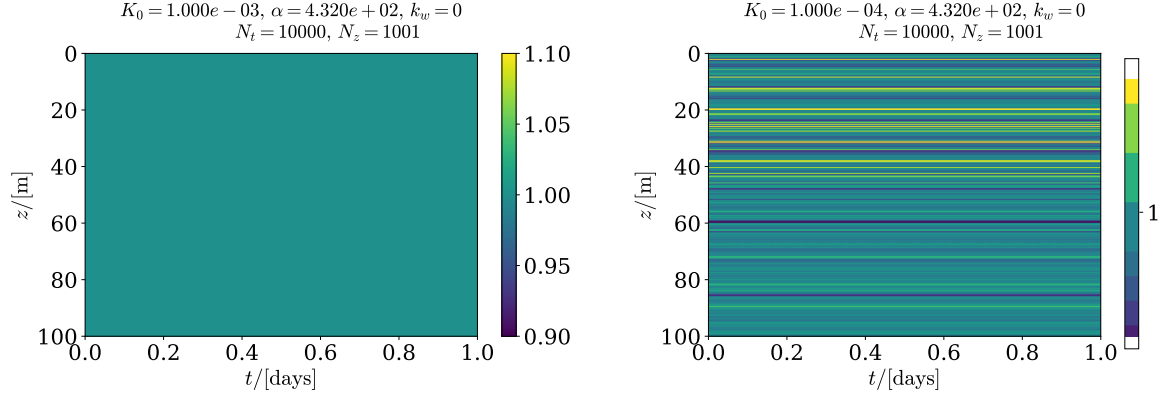 K₀ = 1.000e − 03, α = 4.320e + 02, k_w = 0
N_t = 10000, N_z = 1001
0
20
40
60
80
100
z/[m]
0.0 0.2 0.4 0.6 0.8 1.0
t/[days]
1.10
1.05
1.00
0.95
0.90
K₀ = 1.000e − 04, α = 4.320e + 02, k_w = 0
N_t = 10000, N_z = 1001
0
20
40
60
80
100
z/[m]
0.0 0.2 0.4 0.6 0.8 1.0
t/[days]
1